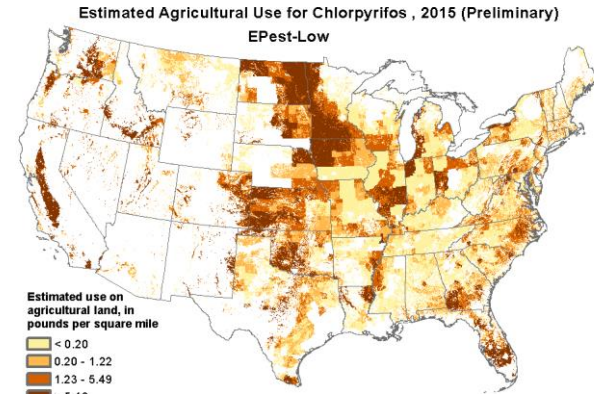 Estimated Agricultural Use for Chlorpyrifos , 2015 (Preliminary)
EPest-Low
Estimated use on
agricultural land, in
pounds per square mile
< 0.20
0.20 - 1.22
1.23 - 5.49